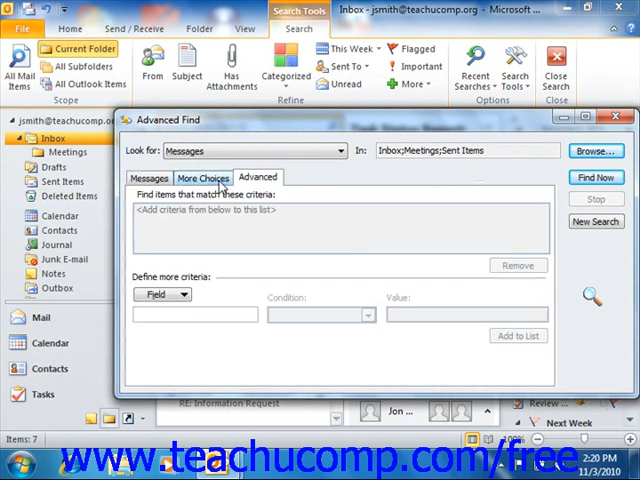 Search Tools
Inbox - jsmith@teachucomp.org - Microsoft
File Home Send / Receive Folder View Search
All Mail Items
Current Folder
All Subfolders
All Outlook Items
Scope
From
Subject
Has Attachments
Categorized
This Week
Sent To
Unread
Flagged
Important
More
Refine
Recent Searches
Search Tools
Options
Close Search
Close
jsmith@teachucomp.org
Inbox
Meetings
Drafts
Sent Items
Deleted Items
Calendar
Contacts
Journal
Junk E-mail
Notes
Outbox
Mail
Calendar
Contacts
Tasks
Items: 7
Advanced Find
Look for: Messages In: Inbox;Meetings;Sent Items Browse...
Messages More Choices Advanced Find Now
Find items that match these criteria:
<Add criteria from below to this list>
Stop
New Search
Remove
Define more criteria:
Field Condition: Value:
Add to List
RE: Information Request
Jon ...
Review ...
Next Week
100%
www.teachucomp.com/free
2:20 PM
11/3/2010